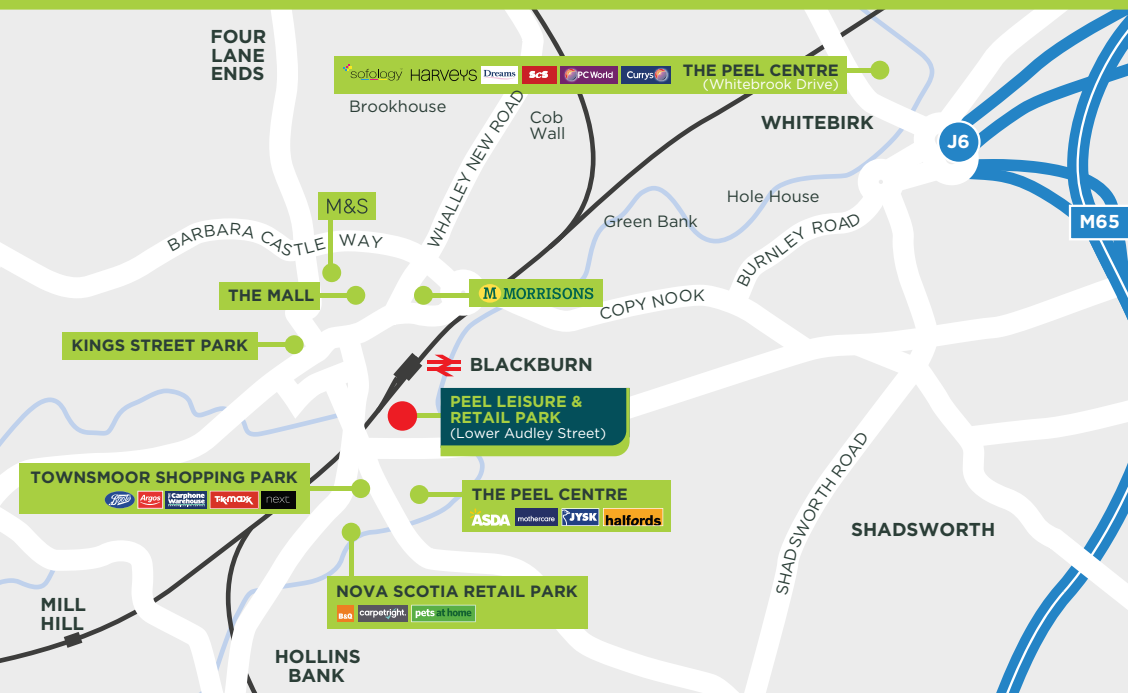 FOUR
LANE
ENDS
sofology HARVEYS Dreams ScS PC World Currys THE PEEL CENTRE
(Whitebrook Drive)
Brookhouse
Cob
Wall
WHITEBIRK
J6
WHALLEY NEW ROAD
M&S
Hole House
Green Bank
M65
BARBARA CASTLE WAY
BURNLEY ROAD
THE MALL
M MORRISONS
COPY NOOK
KINGS STREET PARK
BLACKBURN
PEEL LEISURE &
RETAIL PARK
(Lower Audley Street)
TOWNSMOOR SHOPPING PARK
Boots Argos The Carphone Warehouse T.K.maxx next
THE PEEL CENTRE
ASDA mothercare JYSK halfords
SHADSWORTH ROAD
SHADSWORTH
NOVA SCOTIA RETAIL PARK
B&Q carpetright. pets at home
MILL
HILL
HOLLINS
BANK